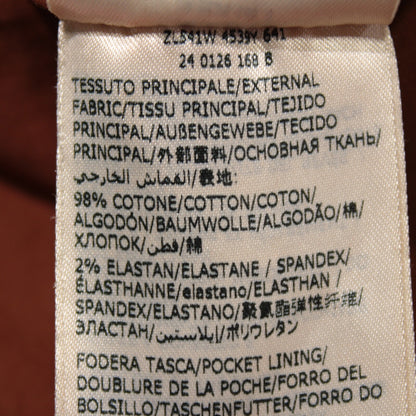 ZL541W 4539Y 641
24 0126 168 8
TESSUTO PRINCIPALE/EXTERNAL
FABRIC/TISSU PRINCIPAL/TEJIDO
PRINCIPAL/AUßENGEWEBE/TECIDO
PRINCIPAL/外部面料/ОСНОВНАЯ ТКАНЬ/
القماش الخارجي/表地:
98% COTONE/COTTON/COTON/
ALGODÓN/BAUMWOLLE/ALGODÃO/棉/
ХЛОПОК/قطن/綿
2% ELASTAN/ELASTANE / SPANDEX/
ÉLASTHANNE/elastano/ELASTHAN /
SPANDEX/ELASTANO/聚氨酯弹性纤维/
ЭЛАСТАН/إيلاستين/ポリウレタン
FODERA TASCA/POCKET LINING/
DOUBLURE DE LA POCHE/FORRO DEL
BOLSILLO/TASCHENFUTTER/FORRO DO